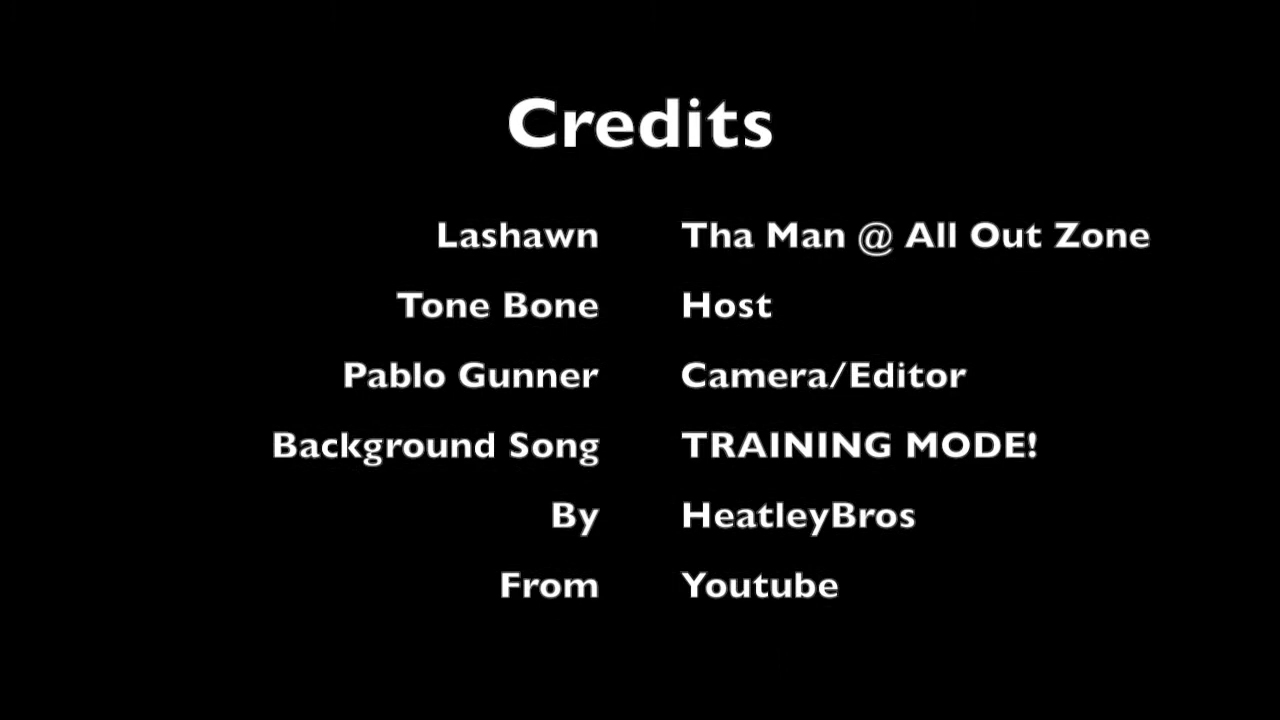 Credits
Lashawn Tha Man @ All Out Zone
Tone Bone Host
Pablo Gunner Camera/Editor
Background Song TRAINING MODE!
By HeatleyBros
From Youtube